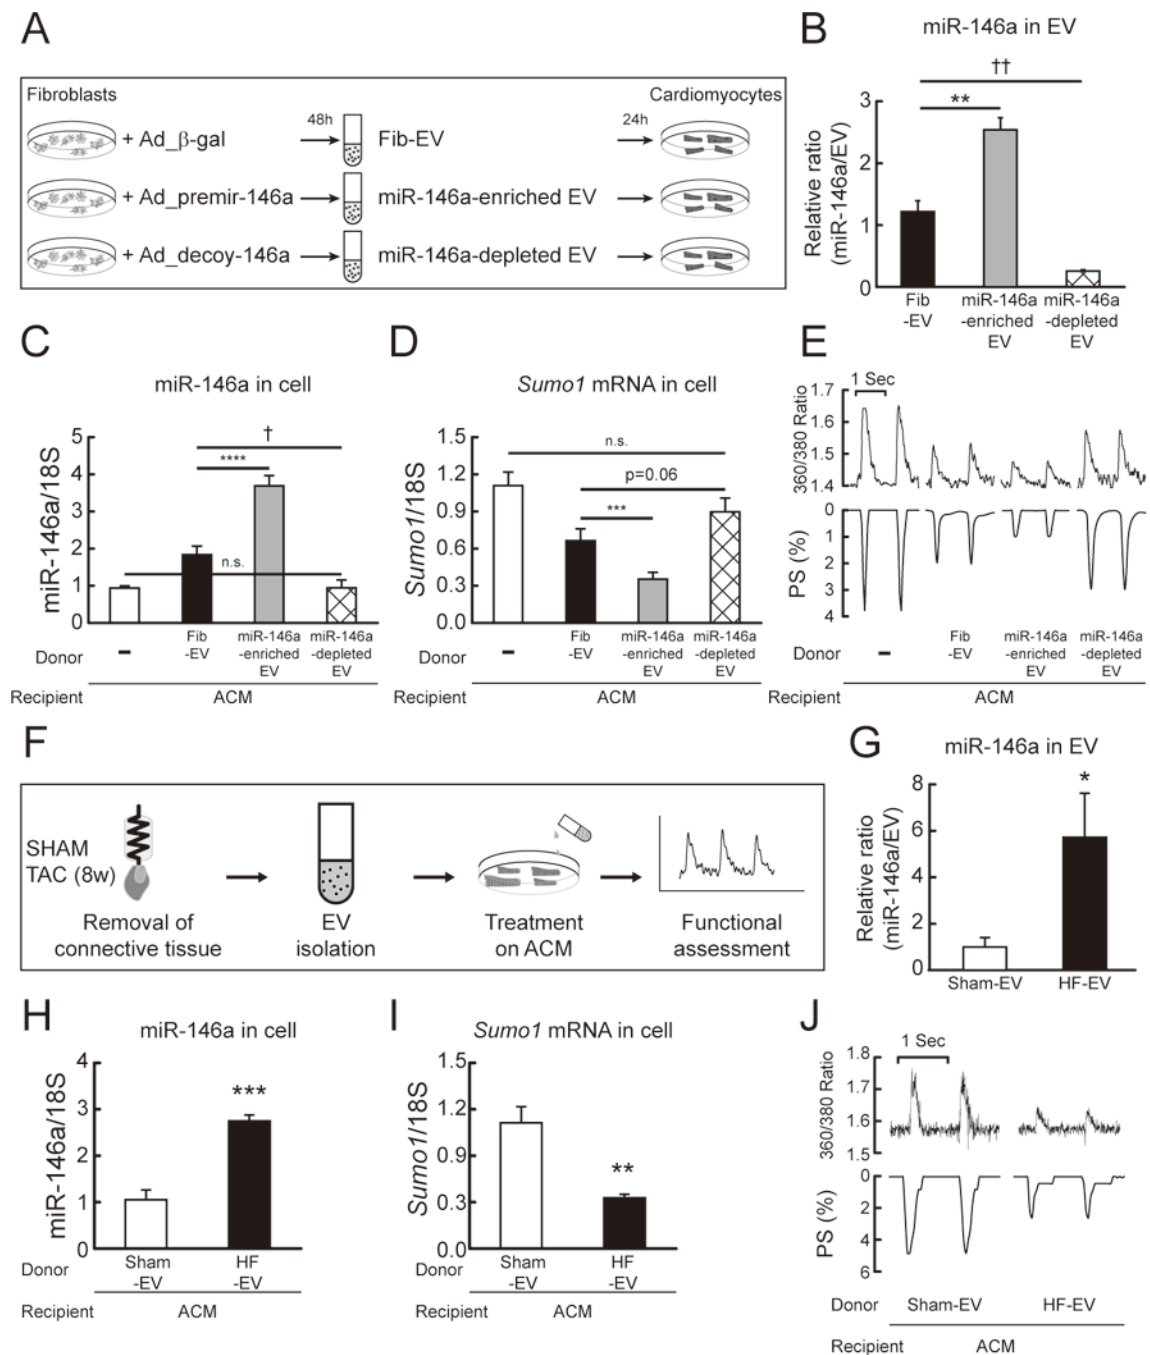 A
Fibroblasts
Cardiomyocytes
+ Ad_β-gal
48h
Fib-EV
24h
+ Ad_premir-146a
miR-146a-enriched EV
+ Ad_decoy-146a
miR-146a-depleted EV
B
miR-146a in EV
††
**
Relative ratio
(miR-146a/EV)
3
2
1
0
Fib
-EV
miR-146a
-enriched
EV
miR-146a
-depleted
EV
C
miR-146a in cell
†
****
n.s.
miR-146a/18S
5
4
3
2
1
0
Donor
-
Fib
-EV
miR-146a
-enriched
EV
miR-146a
-depleted
EV
Recipient
ACM
D
Sumo1 mRNA in cell
n.s.
p=0.06
***
Sumo1/18S
1.5
1.2
0.9
0.6
0.3
0.0
Donor
-
Fib
-EV
miR-146a
-enriched
EV
miR-146a
-depleted
EV
Recipient
ACM
E
1 Sec
360/380 Ratio
1.7
1.6
1.5
1.4
PS (%)
0
1
2
3
4
Donor
-
Fib
-EV
miR-146a
-enriched
EV
miR-146a
-depleted
EV
Recipient
ACM
F
SHAM
TAC (8w)
Removal of
connective tissue
EV
isolation
Treatment
on ACM
Functional
assessment
G
miR-146a in EV
*
Relative ratio
(miR-146a/EV)
8
6
4
2
0
Sham-EV
HF-EV
H
miR-146a in cell
***
miR-146a/18S
4
3
2
1
0
Donor
Sham
-EV
HF
-EV
Recipient
ACM
I
Sumo1 mRNA in cell
**
Sumo1/18S
1.5
1.2
0.9
0.3
0.0
Donor
Sham
-EV
HF
-EV
Recipient
ACM
J
1 Sec
360/380 Ratio
1.8
1.7
1.6
1.5
PS (%)
0
2
4
6
Donor
Sham-EV
HF-EV
Recipient
ACM